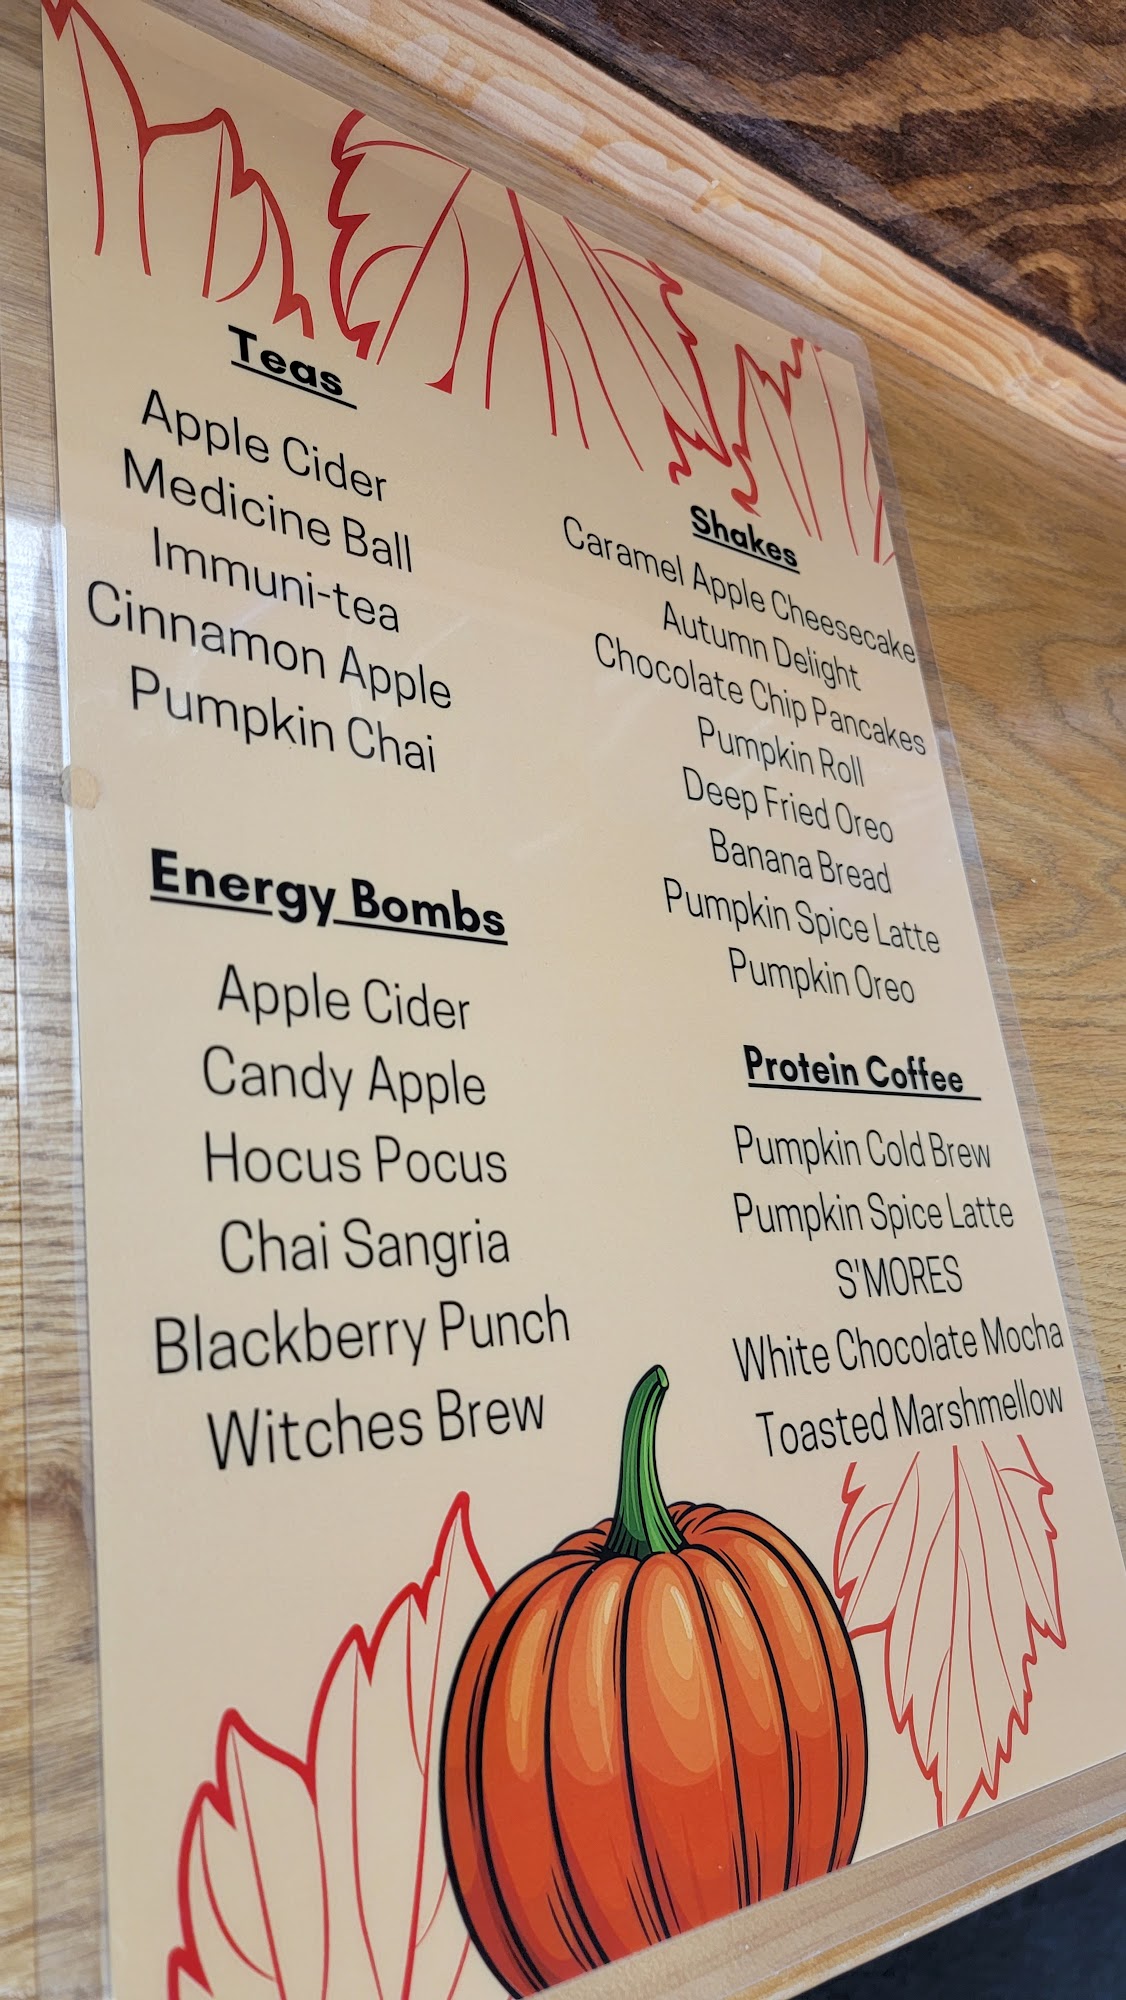 Teas
Apple Cider
Medicine Ball
Immuni-tea
Cinnamon Apple
Pumpkin Chai
Energy Bombs
Apple Cider
Candy Apple
Hocus Pocus
Chai Sangria
Blackberry Punch
Witches Brew
Shakes
Caramel Apple Cheesecake
Autumn Delight
Chocolate Chip Pancakes
Pumpkin Roll
Deep Fried Oreo
Banana Bread
Pumpkin Spice Latte
Pumpkin Oreo
Protein Coffee
Pumpkin Cold Brew
Pumpkin Spice Latte
S'MORES
White Chocolate Mocha
Toasted Marshmellow